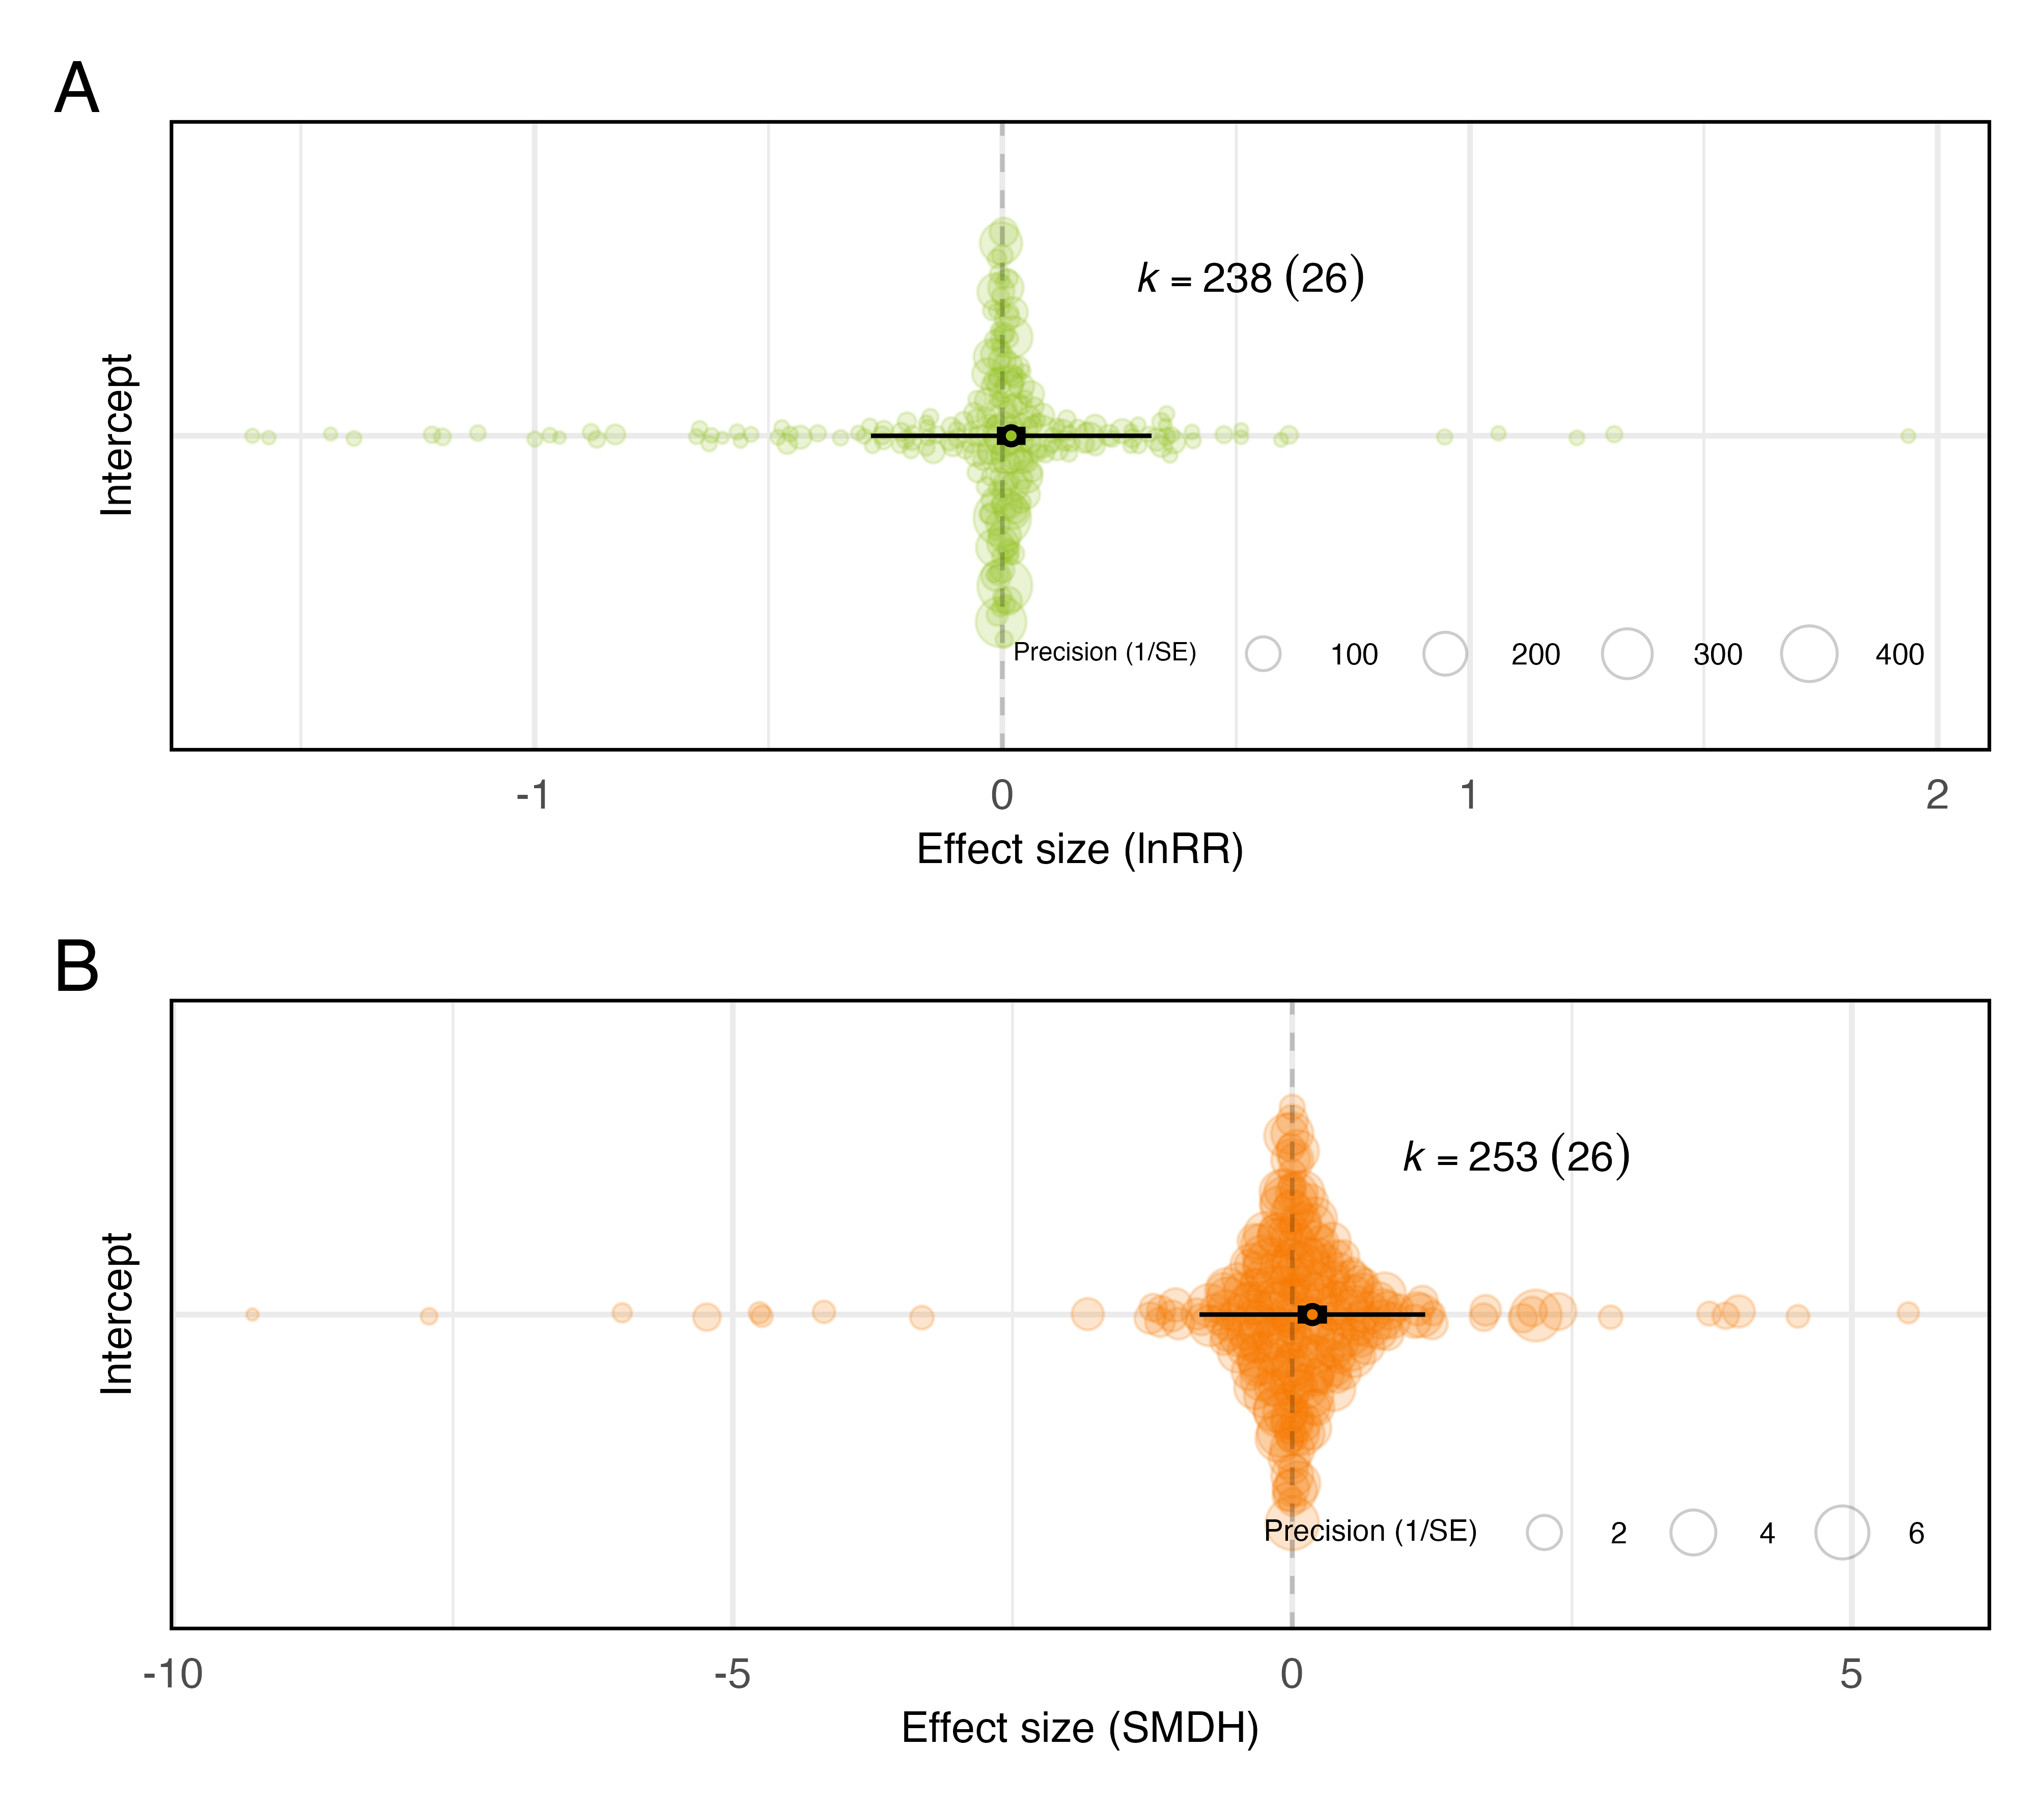 A
Intercept
k = 238 (26)
Precision (1/SE) 100 200 300 400
-1 0 1 2
Effect size (lnRR)
B
Intercept
k = 253 (26)
Precision (1/SE) 2 4 6
-10 -5 0 5
Effect size (SMDH)